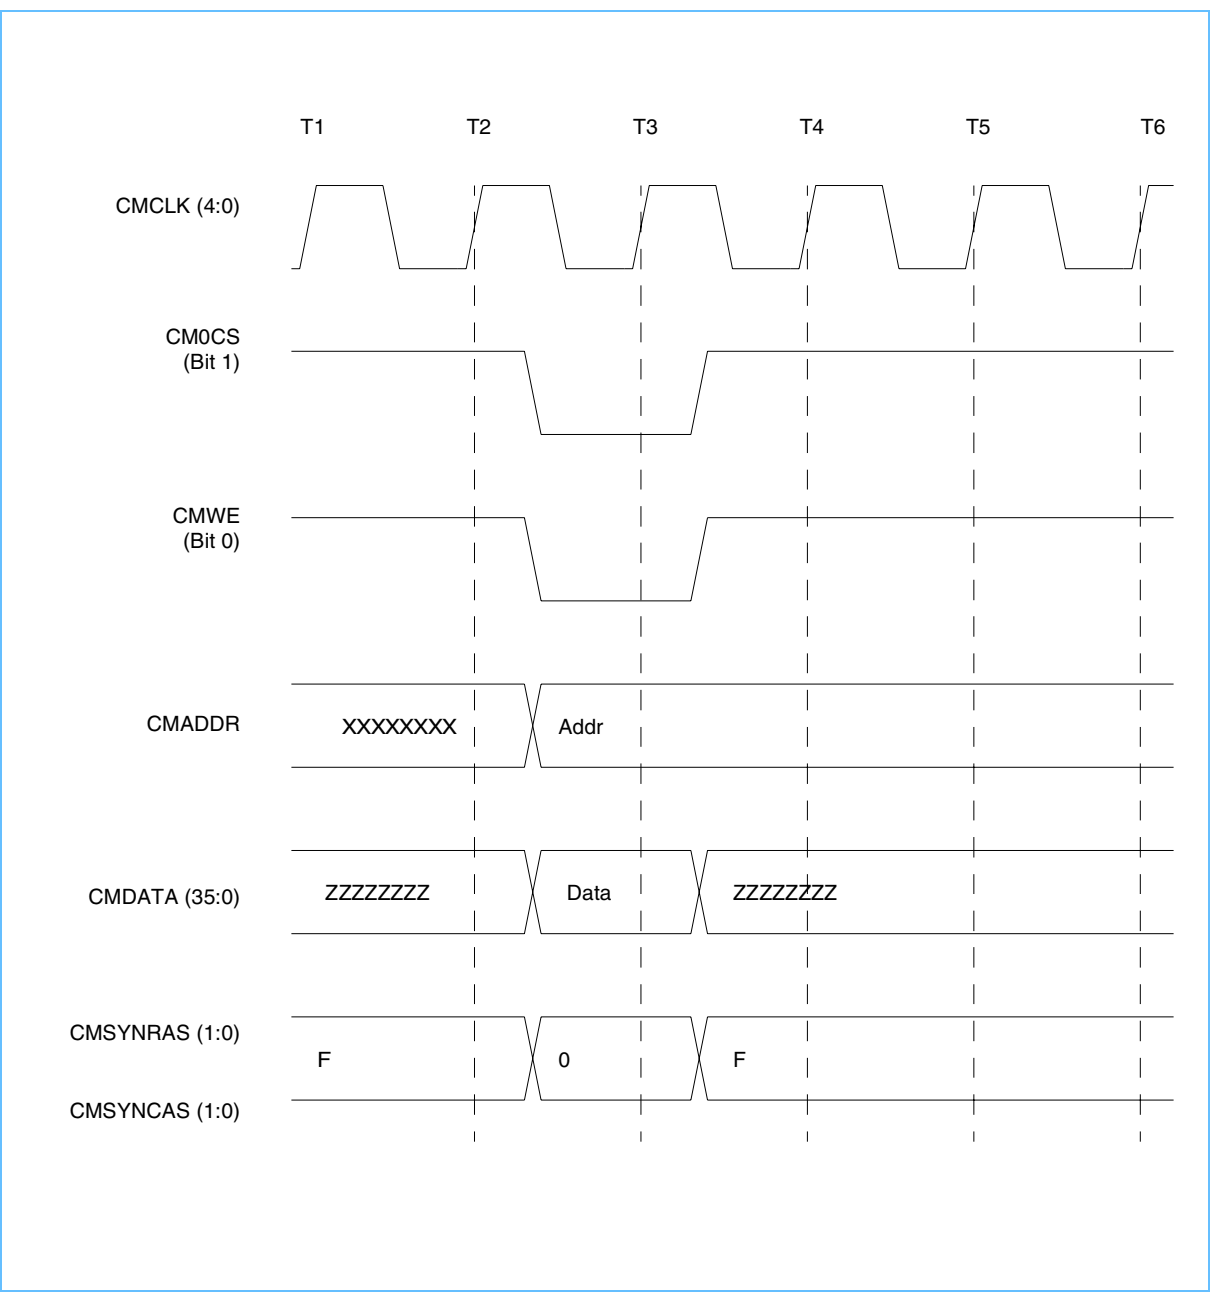 T1 T2 T3 T4 T5 T6
CMCLK (4:0)
CM0CS
(Bit 1)
CMWE
(Bit 0)
CMADDR XXXXXXXX Addr
CMDATA (35:0) ZZZZZZZZ Data ZZZZZZZZ
CMSYNRAS (1:0)
F 0 F
CMSYNCAS (1:0)